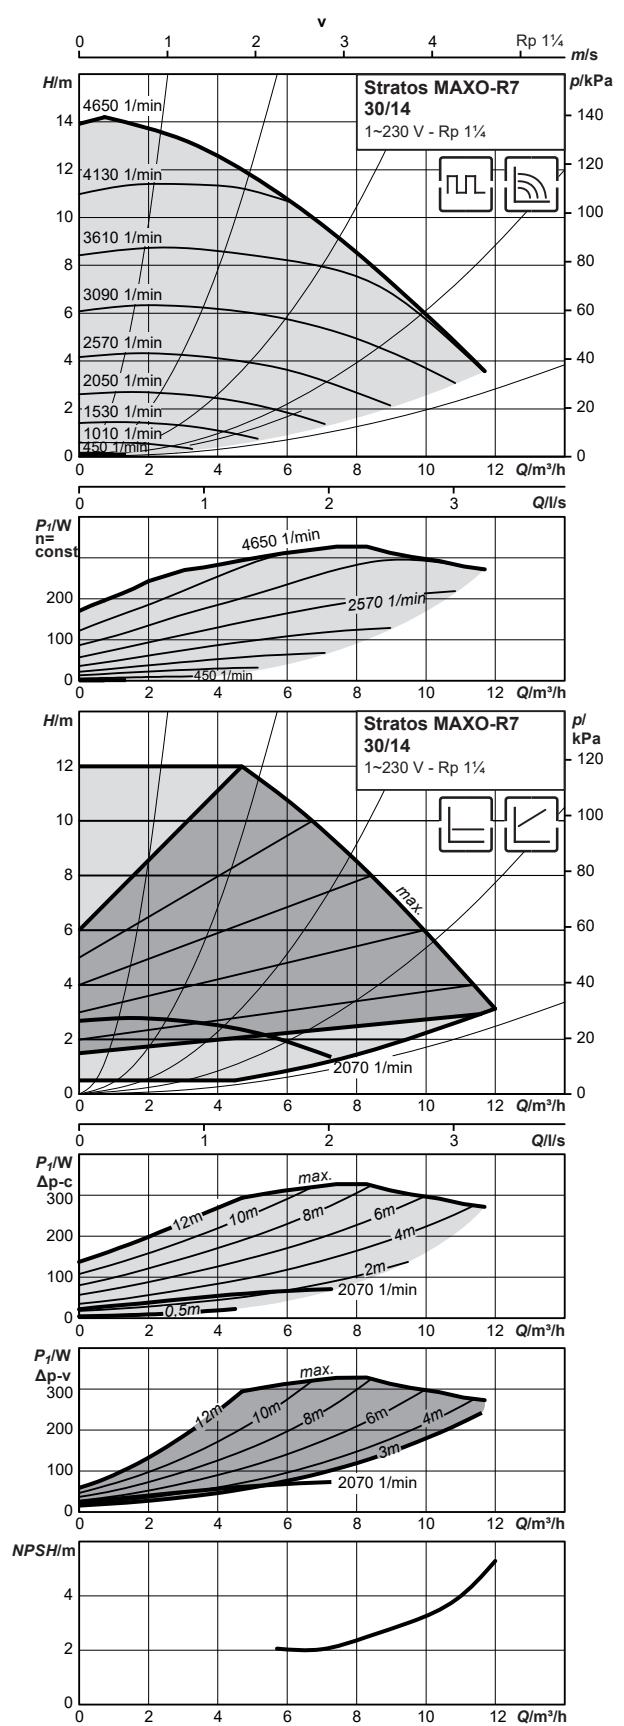 v
0 1 2 3 4 Rp 1¼
m/s
H/m
p/kPa
Stratos MAXO-R7
30/14
1~230 V - Rp 1¼
4650 1/min
4130 1/min
3610 1/min
3090 1/min
2570 1/min
2050 1/min
1530 1/min
1010 1/min
450 1/min
14
12
10
8
6
4
2
0
140
120
100
80
60
40
20
0
0 2 4 6 8 10 12 Q/m³/h
0 1 2 3 Q/l/s
P₁/W
n=
const
4650 1/min
2570 1/min
450 1/min
200
100
0
0 2 4 6 8 10 12 Q/m³/h
H/m
p/
kPa
Stratos MAXO-R7
30/14
1~230 V - Rp 1¼
max.
2070 1/min
12
10
8
6
4
2
0
120
100
80
60
40
20
0
0 2 4 6 8 10 12 Q/m³/h
0 1 2 3 Q/l/s
P₁/W
Δp-c
300
200
100
0
max.
12m
10m
8m
6m
4m
2m
2070 1/min
0,5m
0 2 4 6 8 10 12 Q/m³/h
P₁/W
Δp-v
300
200
100
0
max.
12m
10m
8m
6m
4m
3m
2070 1/min
0 2 4 6 8 10 12 Q/m³/h
NPSH/m
4
2
0
0 2 4 6 8 10 12 Q/m³/h